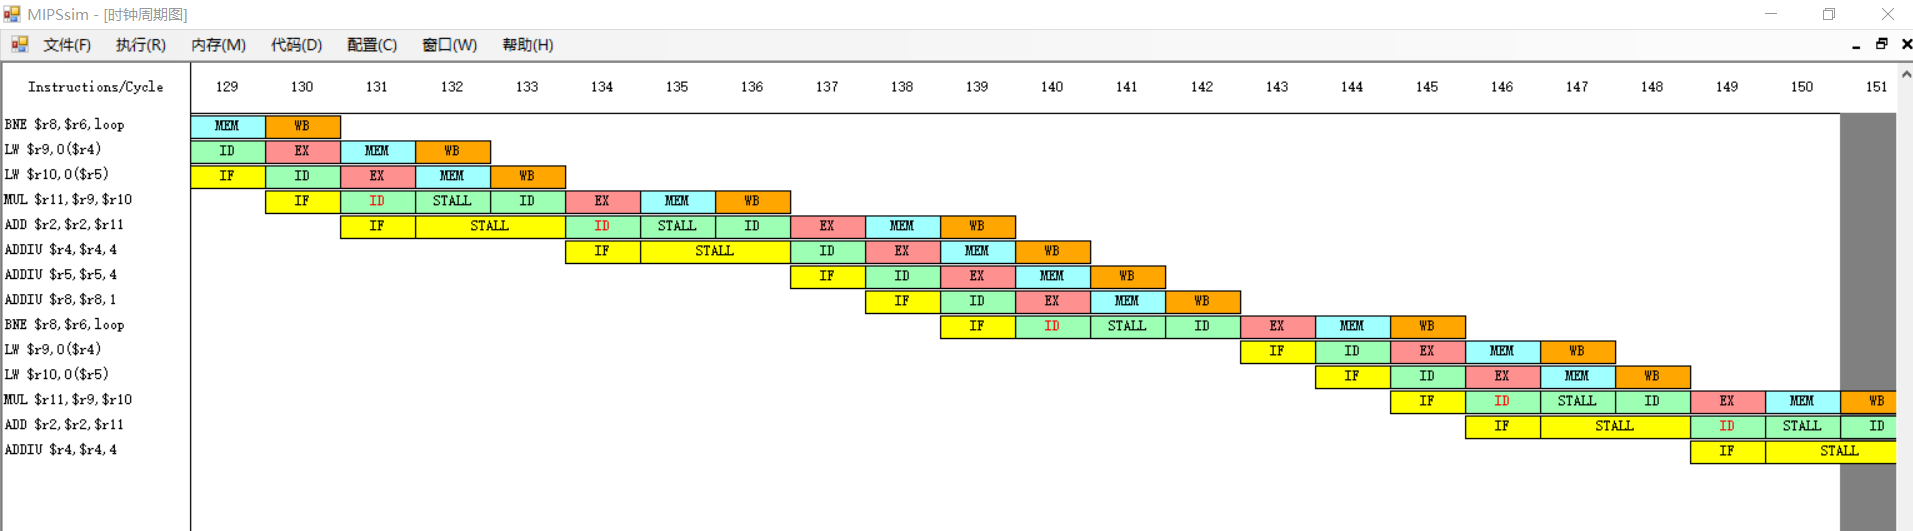 MIPSsim - [时钟周期图]
文件(F) 执行(R) 内存(M) 代码(D) 配置(C) 窗口(W) 帮助(H)
Instructions/Cycle 129 130 131 132 133 134 135 136 137 138 139 140 141 142 143 144 145 146 147 148 149 150 151
BNE $r8,$r6,loop MEM WB
LW $r9,0($r4) ID EX MEM WB
LW $r10,0($r5) IF ID EX MEM WB
MUL $r11,$r9,$r10 IF ID STALL ID EX MEM WB
ADD $r2,$r2,$r11 IF STALL ID STALL ID EX MEM WB
ADDIU $r4,$r4,4 IF STALL ID EX MEM WB
ADDIU $r5,$r5,4 IF ID EX MEM WB
ADDIU $r8,$r8,1 IF ID EX MEM WB
BNE $r8,$r6,loop IF ID STALL ID EX MEM WB
LW $r9,0($r4) IF ID EX MEM WB
LW $r10,0($r5) IF ID EX MEM WB
MUL $r11,$r9,$r10 IF ID STALL ID EX MEM WB
ADD $r2,$r2,$r11 IF STALL ID STALL ID
ADDIU $r4,$r4,4 IF STALL